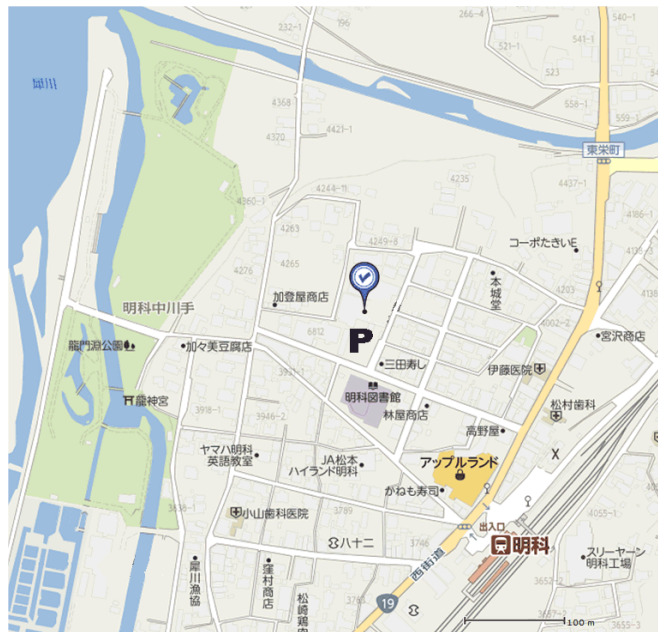 266-4
540-1
232-1
196
521-1
541-1
犀川
523
4368
558-1
559-1
4320
4421-1
東栄町
4235
4244-11
4437-1
4360-1
4186-1
4263
4249-8
コーポたきいE
4276
4265
本城堂
加登屋商店
4203
明科中川手
4002-2
6812
P
宮沢商店
龍門淵公園
加々美豆腐店
三田寿し
伊藤医院
3931-1
明科図書館
龍神宮
3918-1
3946-2
林屋商店
松村歯科
高野屋
ヤマハ明科
英語教室
JA松本
ハイランド明科
アップルランド
X
がねも寿司
3789
小山歯科医院
出入口
4055-1
八十二
3746
明科
西街道
スリーヤーン
明科工場
犀川漁協
窪村商店
松崎鶏肉
19
3652-2
100 m